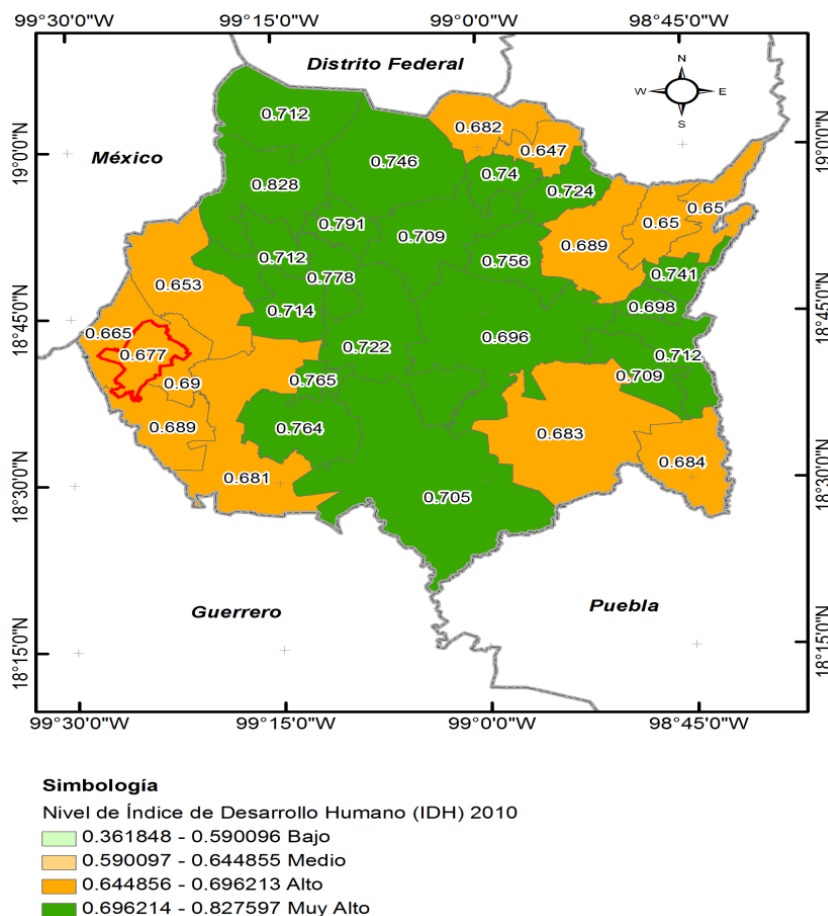 99°30'0"W 99°15'0"W 99°0'0"W 98°45'0"W
Distrito Federal
N
W E
S
México
0.712
0.682
0.647
0.746
0.74
0.724
0.828
0.65
0.65
0.791
0.709
0.689
0.712
0.756
0.741
0.778
0.653
0.698
0.714
0.665
0.722
0.696
0.677
0.712
0.709
0.69
0.765
0.689
0.764
0.683
0.684
0.681
0.705
Guerrero
Puebla
19°0'0"N
18°45'0"N
18°30'0"N
18°15'0"N
19°0'0"N
18°45'0"N
18°30'0"N
18°15'0"N
99°30'0"W 99°15'0"W 99°0'0"W 98°45'0"W
Simbología
Nivel de Índice de Desarrollo Humano (IDH) 2010
0.361848 - 0.590096 Bajo
0.590097 - 0.644855 Medio
0.644856 - 0.696213 Alto
0.696214 - 0.827597 Muy Alto